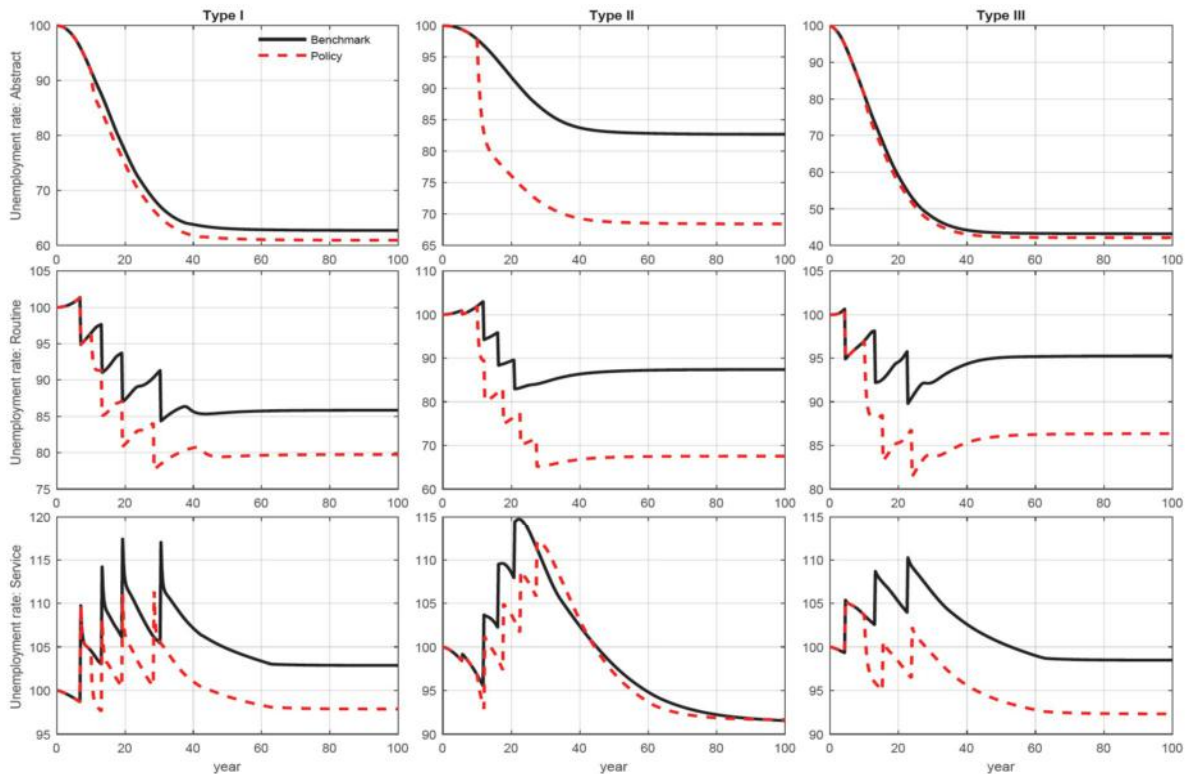 Type I Type II Type III
Benchmark
Policy
Unemployment rate: Abstract
100 90 80 70 60
0 20 40 60 80 100
100 95 90 85 80 75 70 65
0 20 40 60 80 100
100 90 80 70 60 50 40
0 20 40 60 80 100
Unemployment rate: Routine
105 100 95 90 85 80 75
0 20 40 60 80 100
110 100 90 80 70 60
0 20 40 60 80 100
105 100 95 90 85 80
0 20 40 60 80 100
Unemployment rate: Service
120 115 110 105 100 95
0 20 40 60 80 100
year
115 110 105 100 95 90
0 20 40 60 80 100
year
115 110 105 100 95 90
0 20 40 60 80 100
year